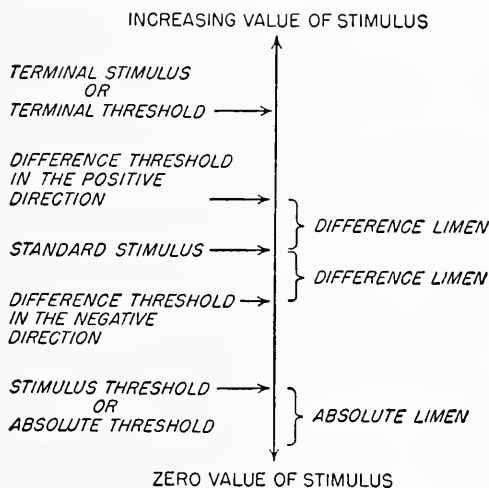 INCREASING VALUE OF STIMULUS
TERMINAL STIMULUS
OR
TERMINAL THRESHOLD
DIFFERENCE THRESHOLD
IN THE POSITIVE
DIRECTION
DIFFERENCE LIMEN
STANDARD STIMULUS
DIFFERENCE LIMEN
DIFFERENCE THRESHOLD
IN THE NEGATIVE
DIRECTION
STIMULUS THRESHOLD
OR
ABSOLUTE THRESHOLD
ABSOLUTE LIMEN
ZERO VALUE OF STIMULUS